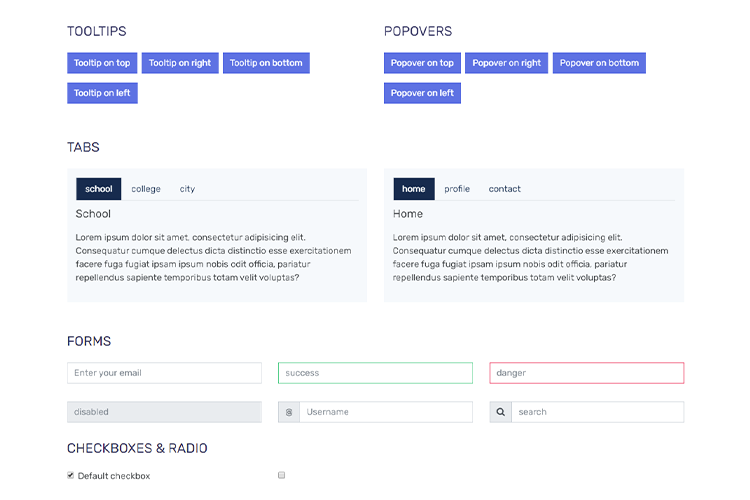 TOOLTIPS
Tooltip on top Tooltip on right Tooltip on bottom
Tooltip on left
POPOVERS
Popover on top Popover on right Popover on bottom
Popover on left
TABS
school college city
School
Lorem ipsum dolor sit amet, consectetur adipisicing elit.
Consequatur cumque delectus dicta distinctio esse exercitationem
facere fuga fugiat ipsam ipsum nobis odit officia, pariatur
repellendus sapiente temporibus totam velit voluptas?
home profile contact
Home
Lorem ipsum dolor sit amet, consectetur adipisicing elit.
Consequatur cumque delectus dicta distinctio esse exercitationem
facere fuga fugiat ipsam ipsum nobis odit officia, pariatur
repellendus sapiente temporibus totam velit voluptas?
FORMS
Enter your email success danger
disabled @ Username search
CHECKBOXES & RADIO
Default checkbox